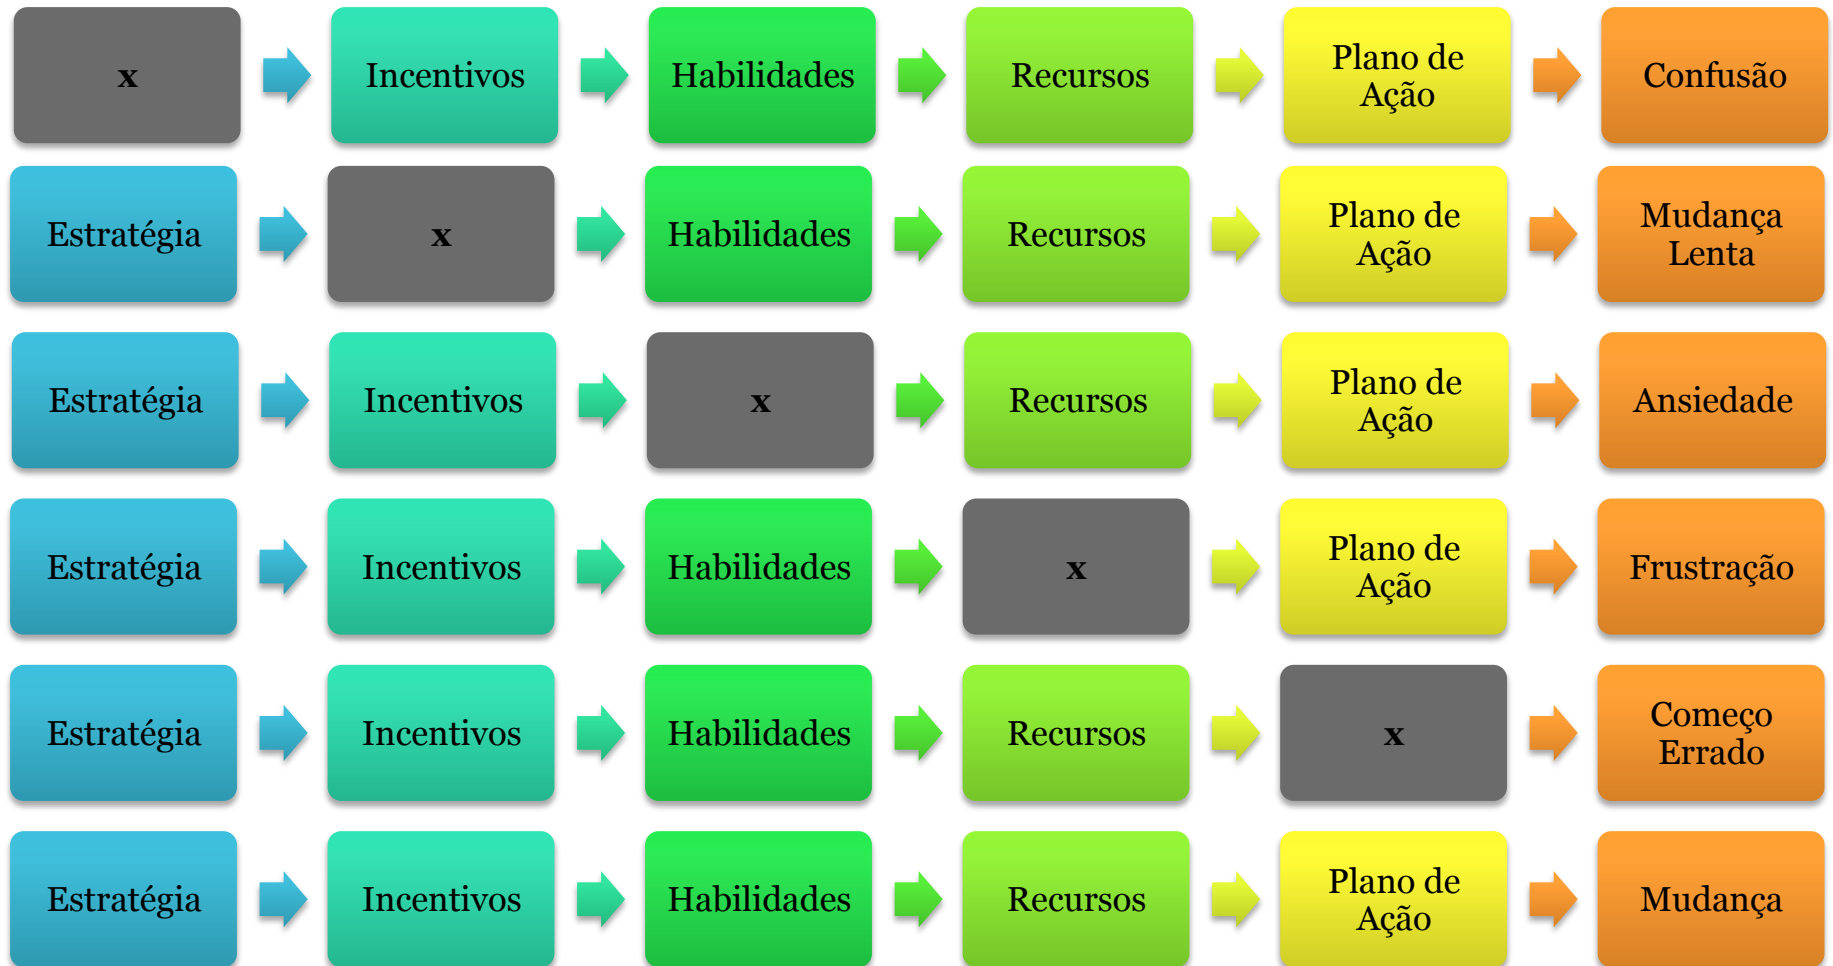 x Incentivos Habilidades Recursos Plano de Ação Confusão
Estratégia x Habilidades Recursos Plano de Ação Mudança Lenta
Estratégia Incentivos x Recursos Plano de Ação Ansiedade
Estratégia Incentivos Habilidades x Plano de Ação Frustração
Estratégia Incentivos Habilidades Recursos x Começo Errado
Estratégia Incentivos Habilidades Recursos Plano de Ação Mudança